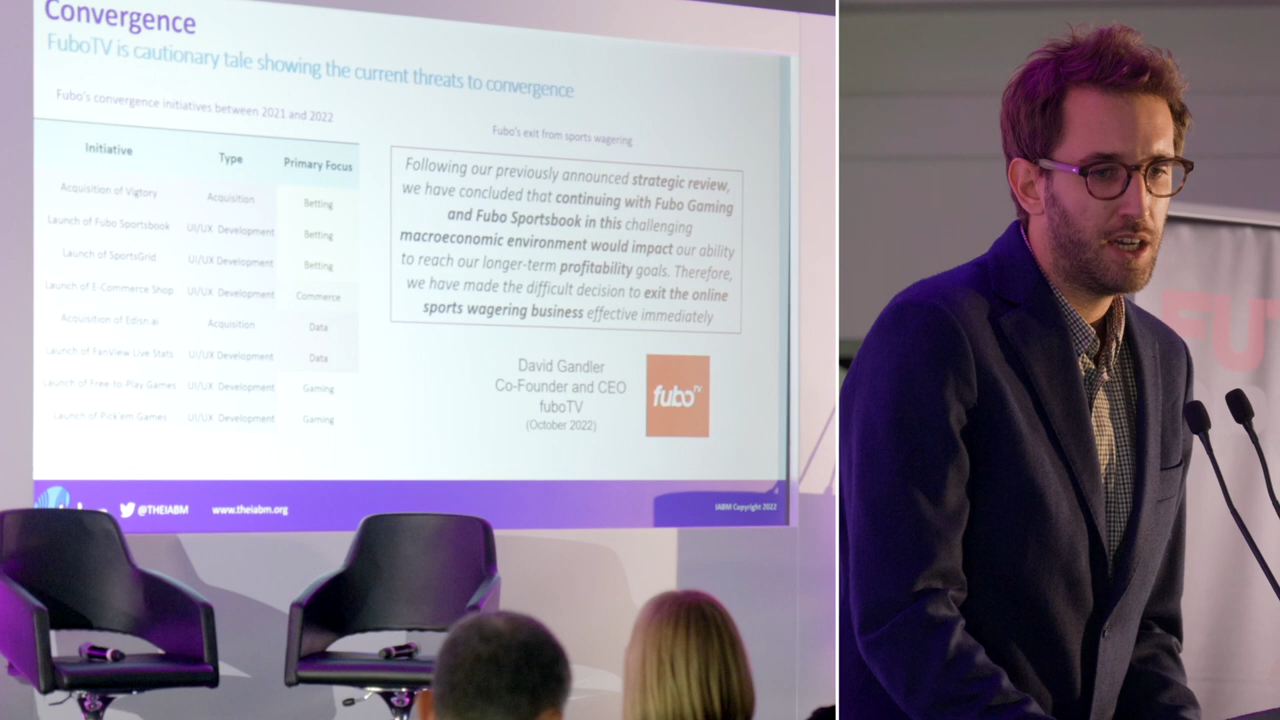 Convergence
FuboTV is cautionary tale showing the current threats to convergence
Fubo's convergence initiatives between 2021 and 2022
Initiative Type Primary Focus
Acquisition of Vigtory Acquisition Betting
Launch of Fubo Sportsbook UI/UX Development Betting
Launch of SportsGrid UI/UX Development Betting
Launch of E-Commerce Shop UI/UX Development Commerce
Acquisition of Edisn.ai Acquisition Data
Launch of FanView Live Stats UI/UX Development Data
Launch of Free to Play Games UI/UX Development Gaming
Launch of Pick'em Games UI/UX Development Gaming
Fubo's exit from sports wagering
Following our previously announced strategic review,
we have concluded that continuing with Fubo Gaming
and Fubo Sportsbook in this challenging
macroeconomic environment would impact our ability
to reach our longer-term profitability goals. Therefore,
we have made the difficult decision to exit the online
sports wagering business effective immediately
David Gandler
Co-Founder and CEO
fuboTV
(October 2022)
fubo TV
4
@THEIABM
www.theiabm.org
IABM Copyright 2022
FUT